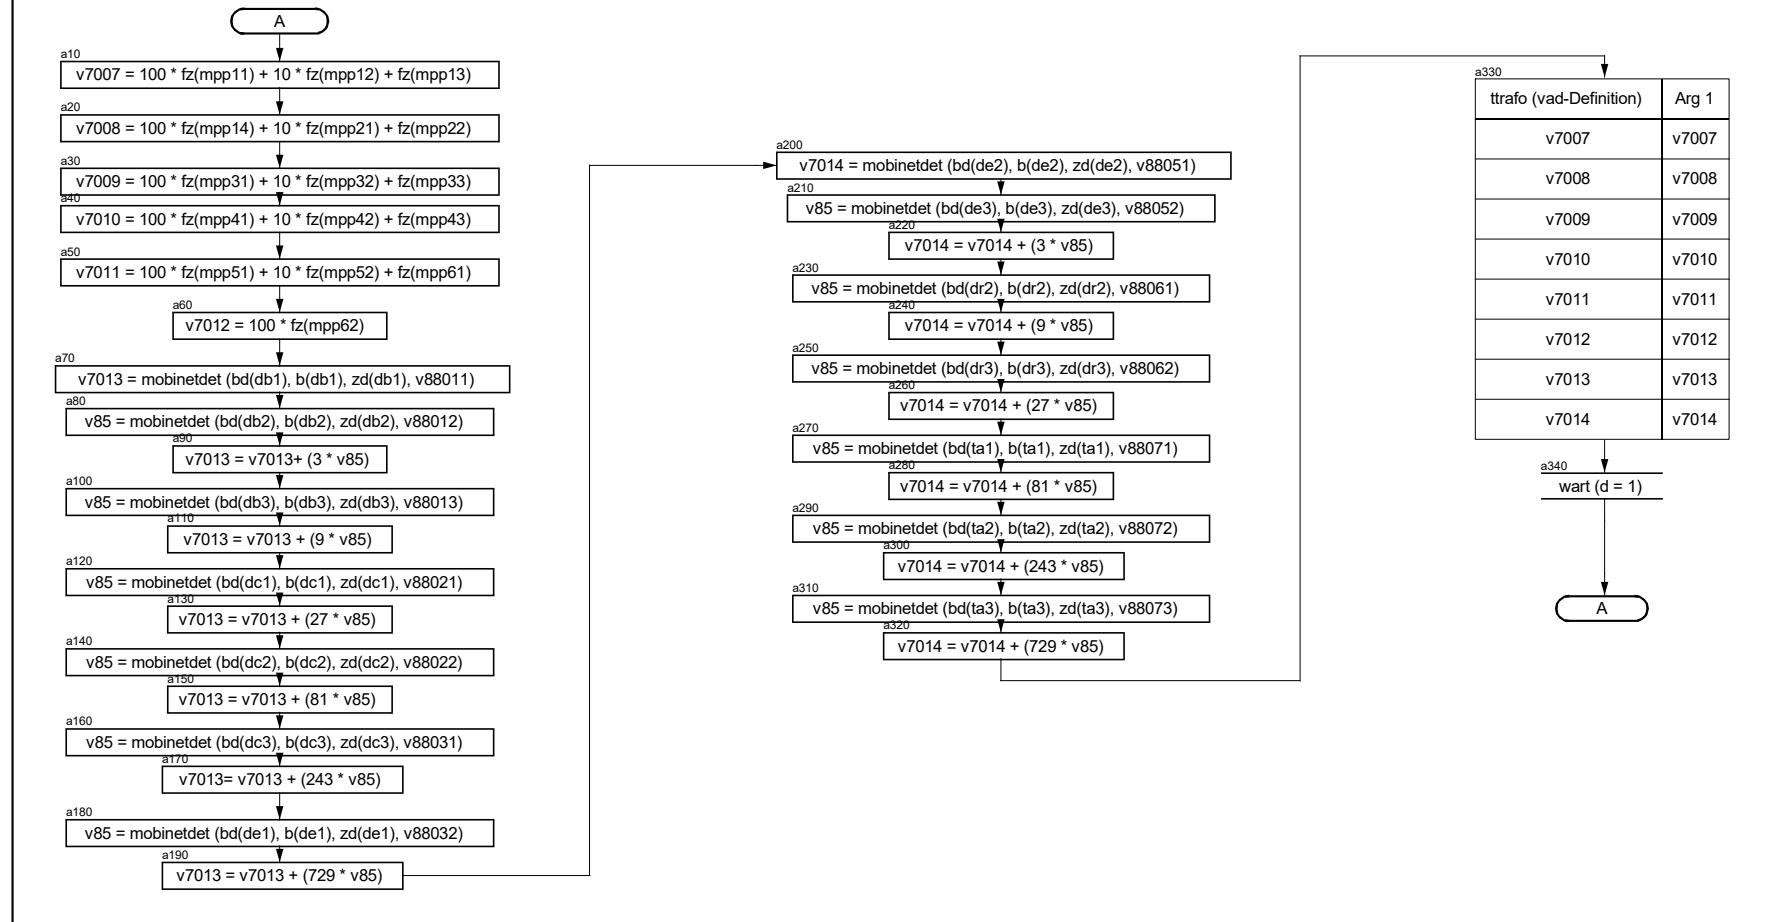 A
a10
v7007 = 100 * fz(mpp11) + 10 * fz(mpp12) + fz(mpp13)
a20
v7008 = 100 * fz(mpp14) + 10 * fz(mpp21) + fz(mpp22)
a30
v7009 = 100 * fz(mpp31) + 10 * fz(mpp32) + fz(mpp33)
a40
v7010 = 100 * fz(mpp41) + 10 * fz(mpp42) + fz(mpp43)
a50
v7011 = 100 * fz(mpp51) + 10 * fz(mpp52) + fz(mpp61)
a60
v7012 = 100 * fz(mpp62)
a70
v7013 = mobinetdet (bd(db1), b(db1), zd(db1), v88011)
a80
v85 = mobinetdet (bd(db2), b(db2), zd(db2), v88012)
a90
v7013 = v7013+ (3 * v85)
a100
v85 = mobinetdet (bd(db3), b(db3), zd(db3), v88013)
a110
v7013 = v7013 + (9 * v85)
a120
v85 = mobinetdet (bd(dc1), b(dc1), zd(dc1), v88021)
a130
v7013 = v7013 + (27 * v85)
a140
v85 = mobinetdet (bd(dc2), b(dc2), zd(dc2), v88022)
a150
v7013 = v7013 + (81 * v85)
a160
v85 = mobinetdet (bd(dc3), b(dc3), zd(dc3), v88031)
a170
v7013= v7013 + (243 * v85)
a180
v85 = mobinetdet (bd(de1), b(de1), zd(de1), v88032)
a190
v7013 = v7013 + (729 * v85)
a200
v7014 = mobinetdet (bd(de2), b(de2), zd(de2), v88051)
a210
v85 = mobinetdet (bd(de3), b(de3), zd(de3), v88052)
a220
v7014 = v7014 + (3 * v85)
a230
v85 = mobinetdet (bd(dr2), b(dr2), zd(dr2), v88061)
a240
v7014 = v7014 + (9 * v85)
a250
v85 = mobinetdet (bd(dr3), b(dr3), zd(dr3), v88062)
a260
v7014 = v7014 + (27 * v85)
a270
v85 = mobinetdet (bd(ta1), b(ta1), zd(ta1), v88071)
a280
v7014 = v7014 + (81 * v85)
a290
v85 = mobinetdet (bd(ta2), b(ta2), zd(ta2), v88072)
a300
v7014 = v7014 + (243 * v85)
a310
v85 = mobinetdet (bd(ta3), b(ta3), zd(ta3), v88073)
a320
v7014 = v7014 + (729 * v85)
a330
ttrafo (vad-Definition) Arg 1
v7007 v7007
v7008 v7008
v7009 v7009
v7010 v7010
v7011 v7011
v7012 v7012
v7013 v7013
v7014 v7014
a340
wart (d = 1)
A